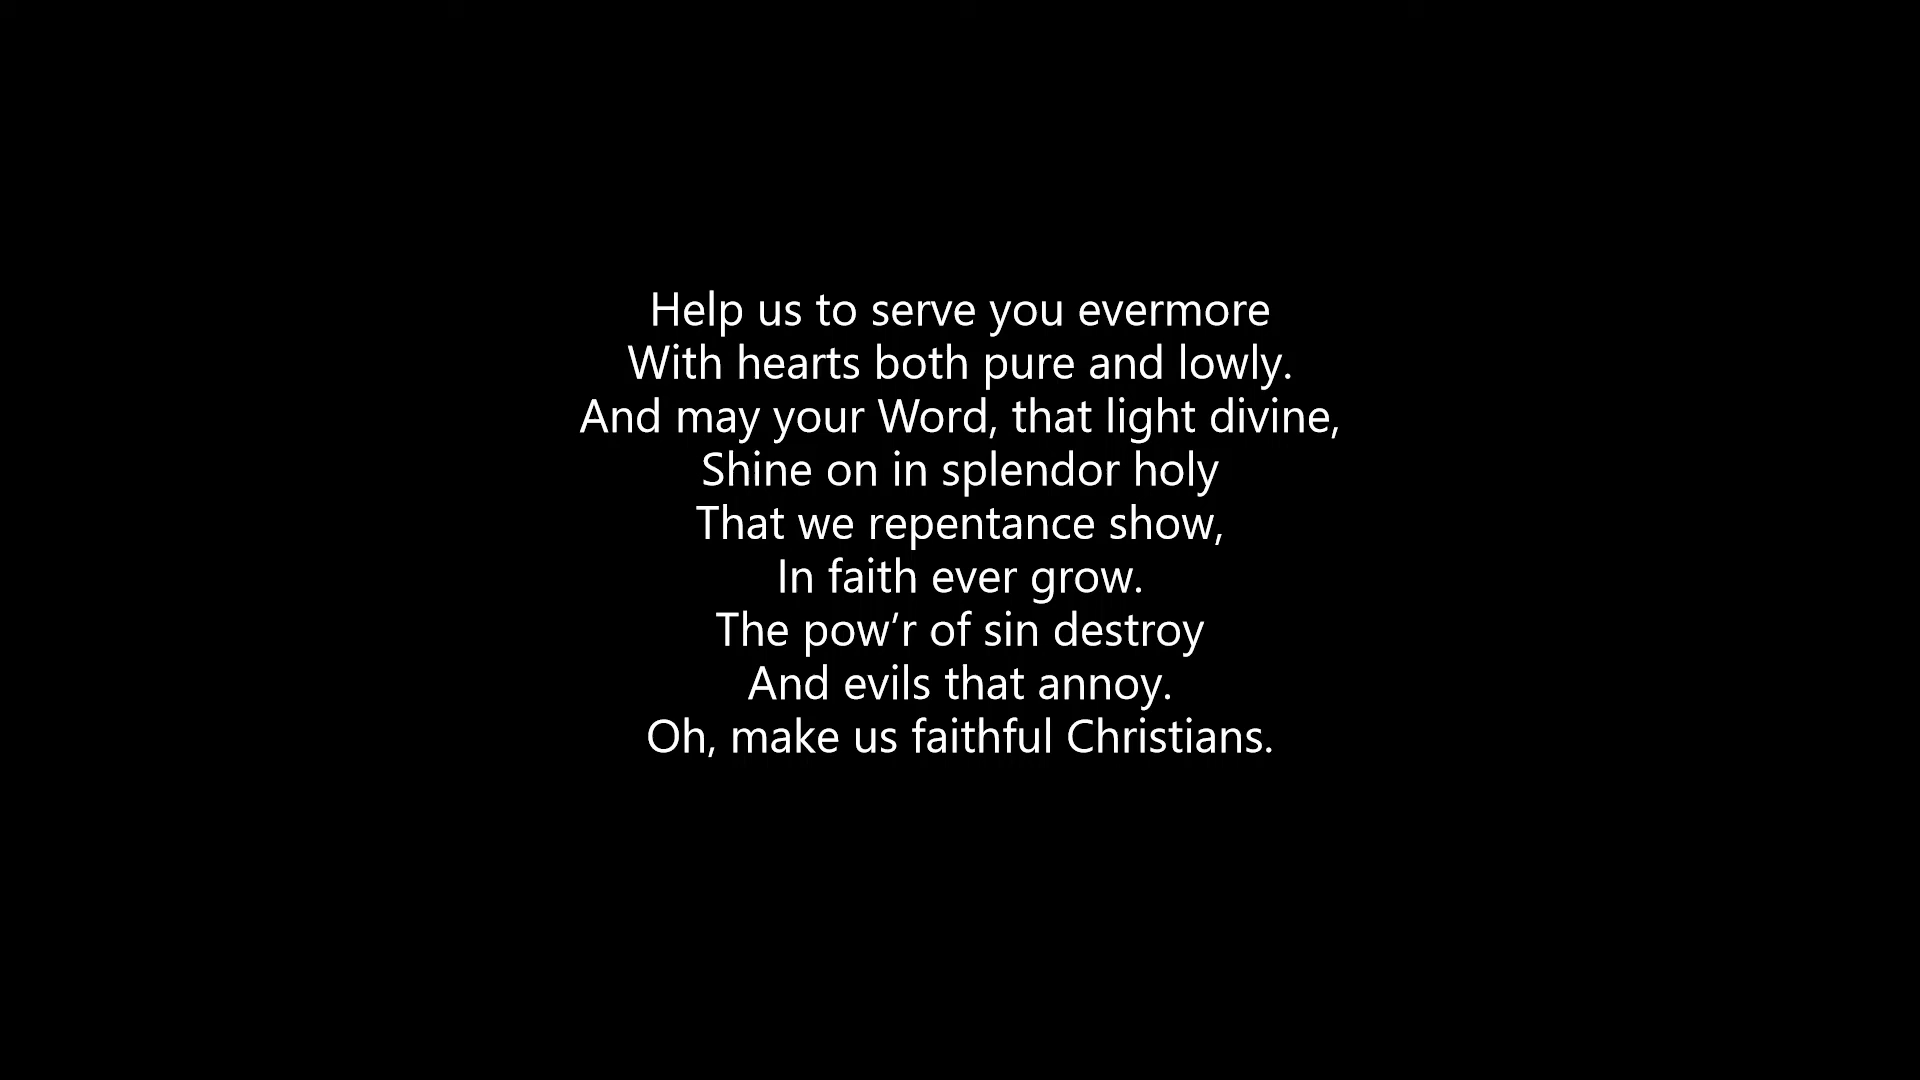 Help us to serve you evermore
With hearts both pure and lowly.
And may your Word, that light divine,
Shine on in splendor holy
That we repentance show,
In faith ever grow.
The pow’r of sin destroy
And evils that annoy.
Oh, make us faithful Christians.